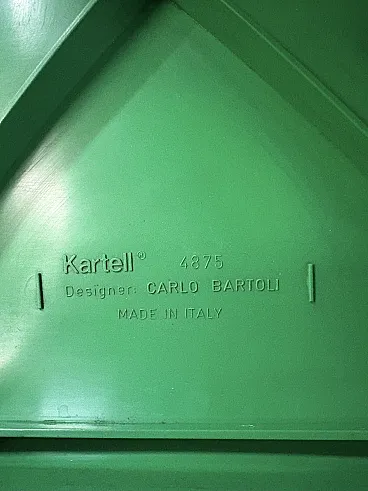 Kartell® 4875
Designer: CARLO BARTOLI
MADE IN ITALY